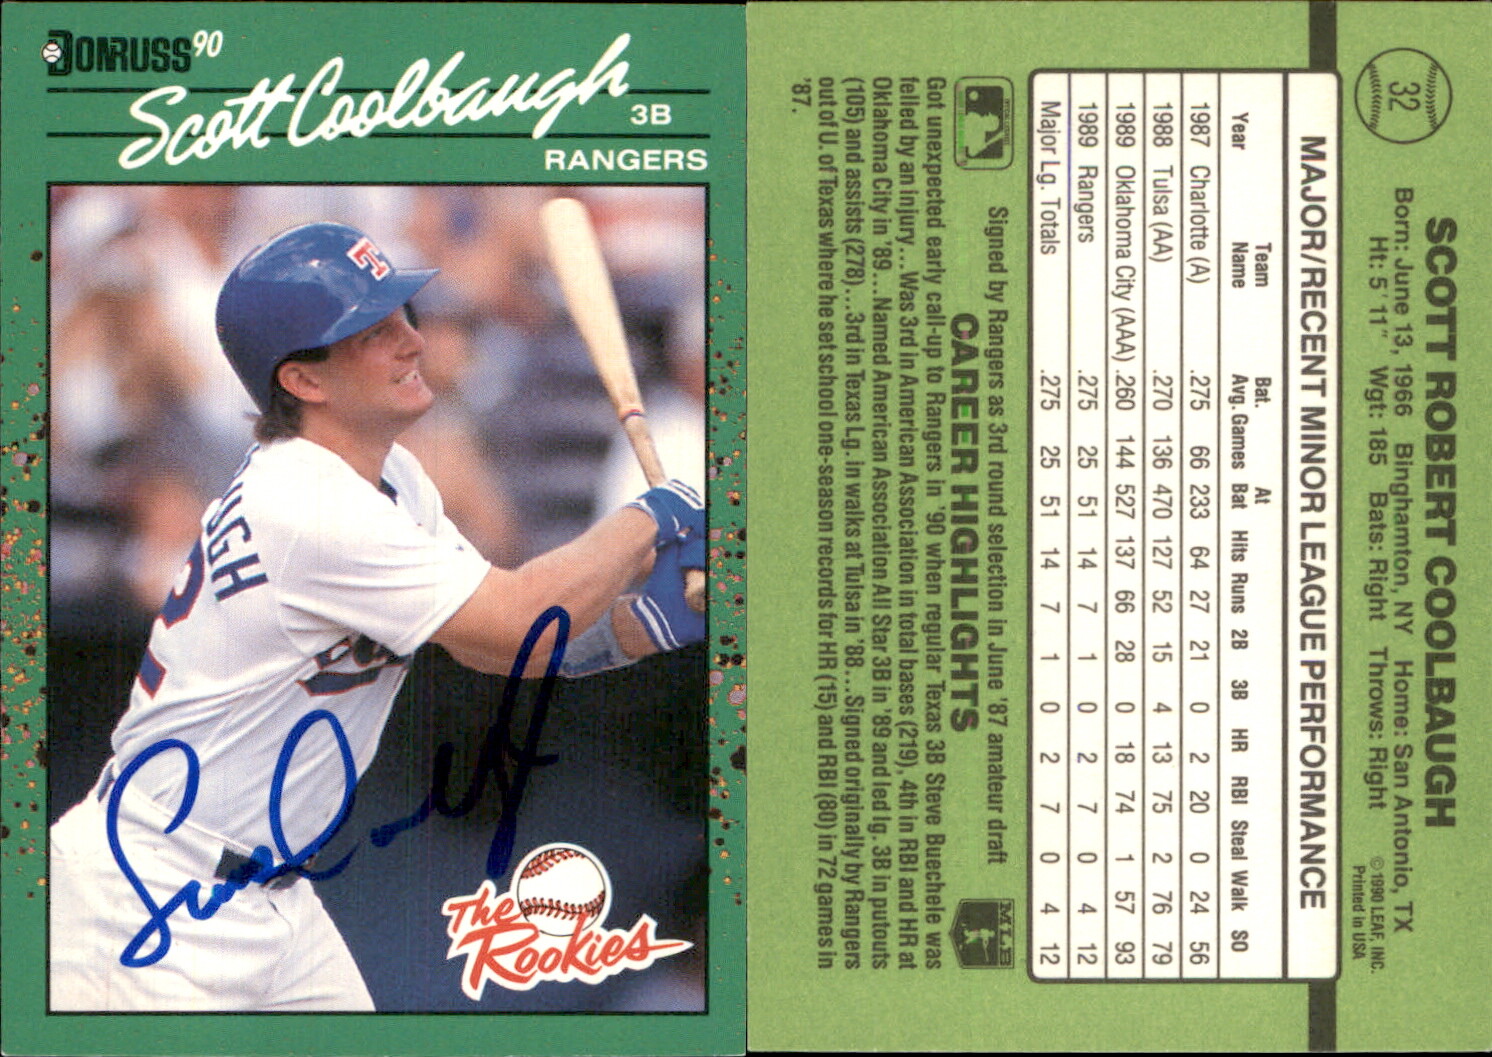 DONRUSS 90
Scott Coolbaugh
3B
RANGERS
T
UGH
2
The
Rookies
32
SCOTT ROBERT COOLBAUGH
Born: June 13, 1966 Binghamton, NY Home: San Antonio, TX
Ht: 5' 11" Wgt: 185 Bats: Right Throws: Right
©1990 LEAF, INC.
Printed in USA
MAJOR/RECENT MINOR LEAGUE PERFORMANCE
Year Team Name Bat. Avg. Games At Bat Hits Runs 2B 3B HR RBI Steal Walk SO
1987 Charlotte (A) .275 66 233 64 27 21 0 2 20 0 24 56
1988 Tulsa (AA) .270 136 470 127 52 15 4 13 75 2 76 79
1989 Oklahoma City (AAA) .260 144 527 137 66 28 0 18 74 1 57 93
1989 Rangers .275 25 51 14 7 1 0 2 7 0 4 12
Major Lg. Totals .275 25 51 14 7 1 0 2 7 0 4 12
Signed by Rangers as 3rd round selection in June '87 amateur draft
CAREER HIGHLIGHTS
Got unexpected early call-up to Rangers in '90 when regular Texas 3B Steve Buechele was
felled by an injury... Was 3rd in American Association in total bases (219), 4th in RBI and HR at
Oklahoma City in '89...Named American Association All Star 3B in '89 and led lg. 3B in putouts
(105) and assists (278)...3rd in Texas Lg. in walks at Tulsa in '88...Signed originally by Rangers
out of U. of Texas where he set school one-season records for HR (15) and RBI (80) in 72 games in
'87.
MLB